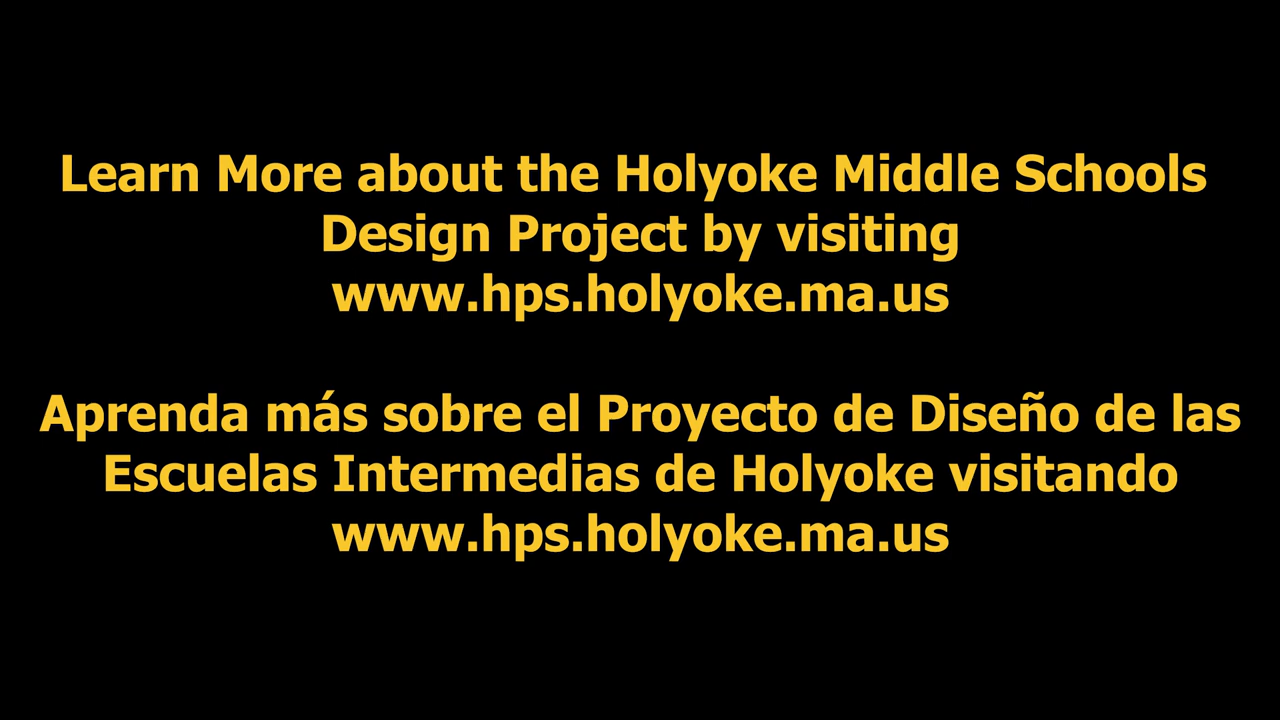 Learn More about the Holyoke Middle Schools
Design Project by visiting
www.hps.holyoke.ma.us
Aprenda más sobre el Proyecto de Diseño de las
Escuelas Intermedias de Holyoke visitando
www.hps.holyoke.ma.us